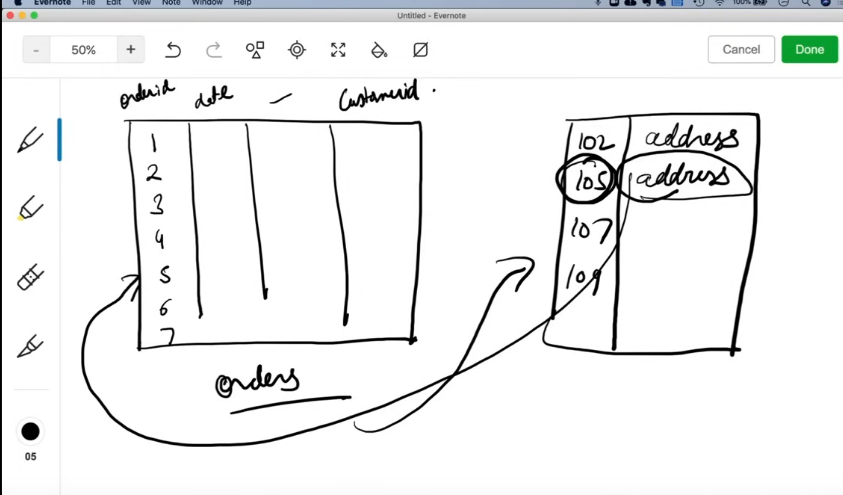 Evernote File Edit View Note Window Help 100%
Untitled - Evernote
- 50% + Cancel Done
orderid date customerid.
1
2
3
4
5
6
7
102 address
105 address
107
109
orders
05